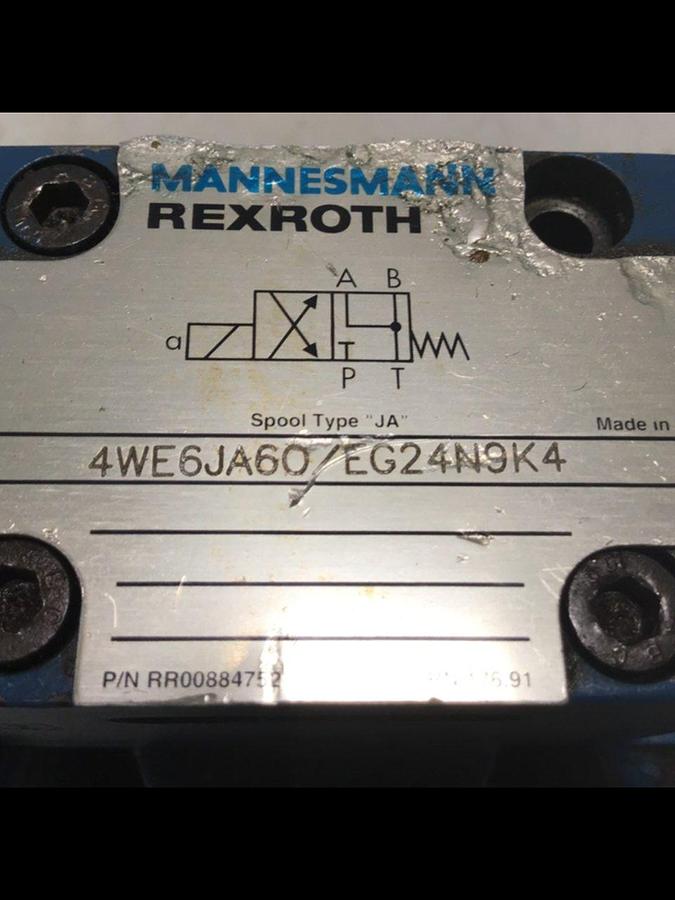 MANNESMANN
REXROTH
A B
a
P T
Spool Type "JA"
Made in
4WE6JA60/EG24N9K4
P/N RR00884752